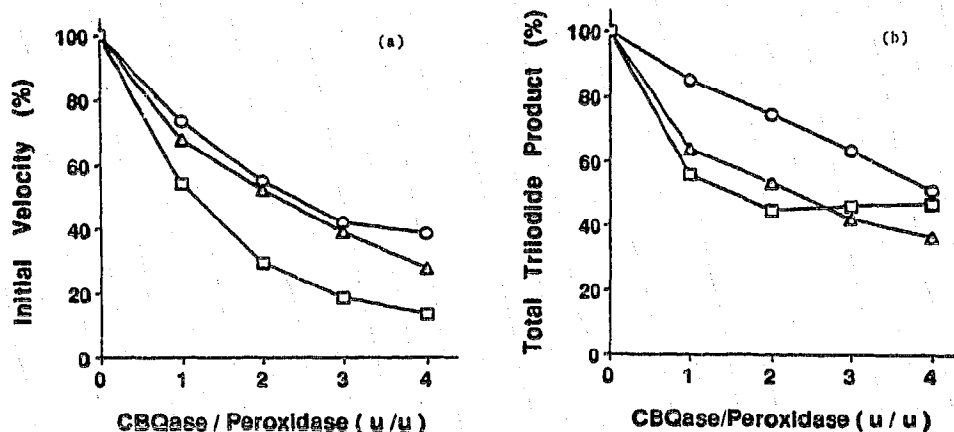 (a)
Initial Velocity (%)
100
80
60
40
20
0
0 1 2 3 4
CBQase / Peroxidase ( u /u )
(b)
Total Triiodide Product (%)
100
80
60
40
20
0
0 1 2 3 4
CBQase/Peroxidase ( u / u )